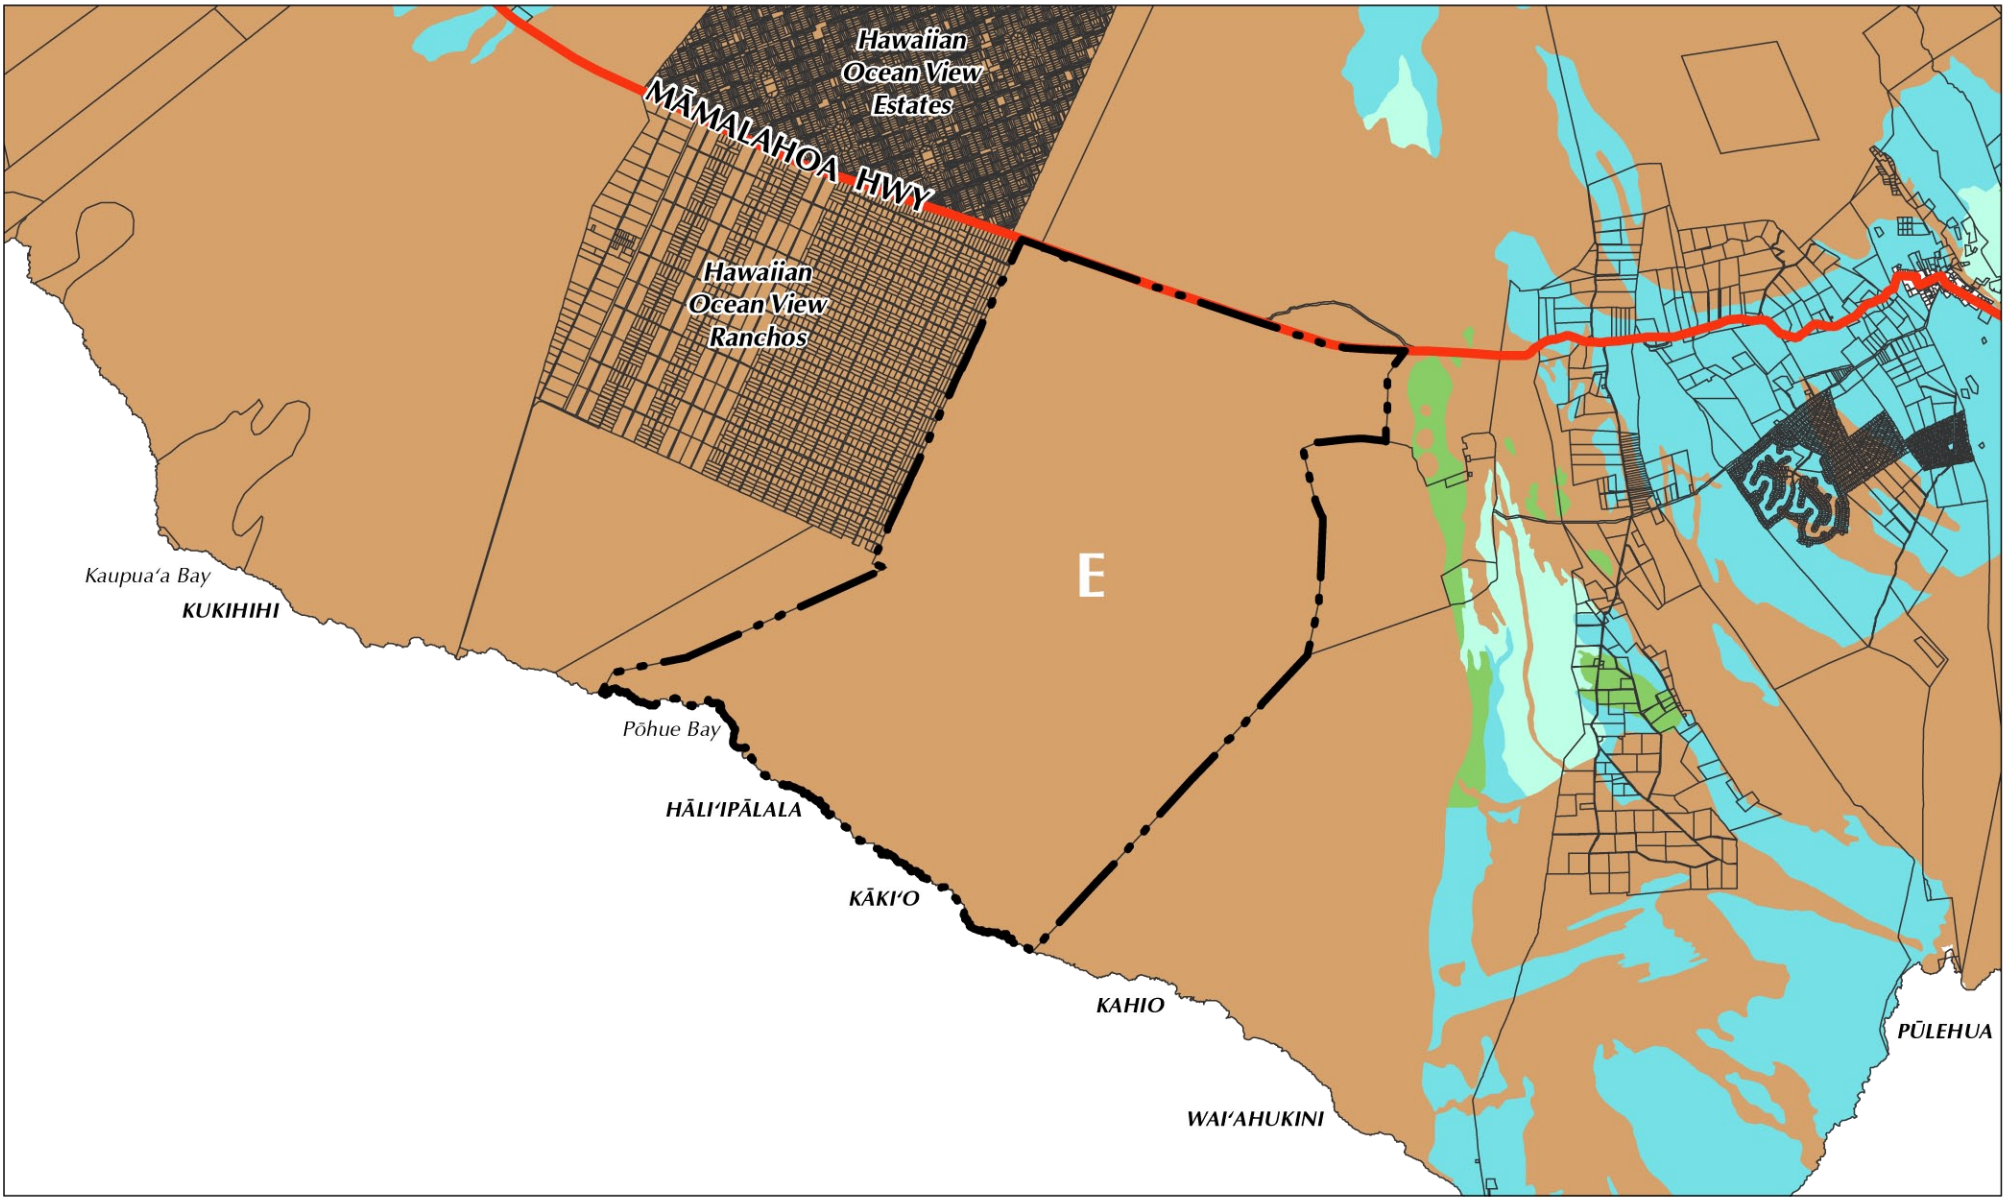 Hawaiian
Ocean View
Estates
MĀMALAHOA HWY
Hawaiian
Ocean View
Ranchos
E
Kaupuaʻa Bay
KUKIHIHI
Pōhue Bay
HĀLIʻIPĀLALA
KĀKIʻO
KAHIO
PŪLEHUA
WAIʻAHUKINI